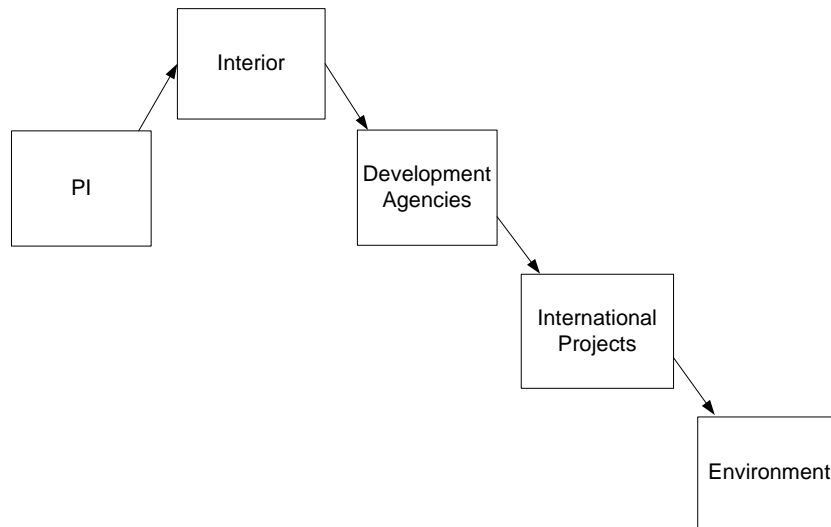 Interior
PI
Development
Agencies
International
Projects
Environment